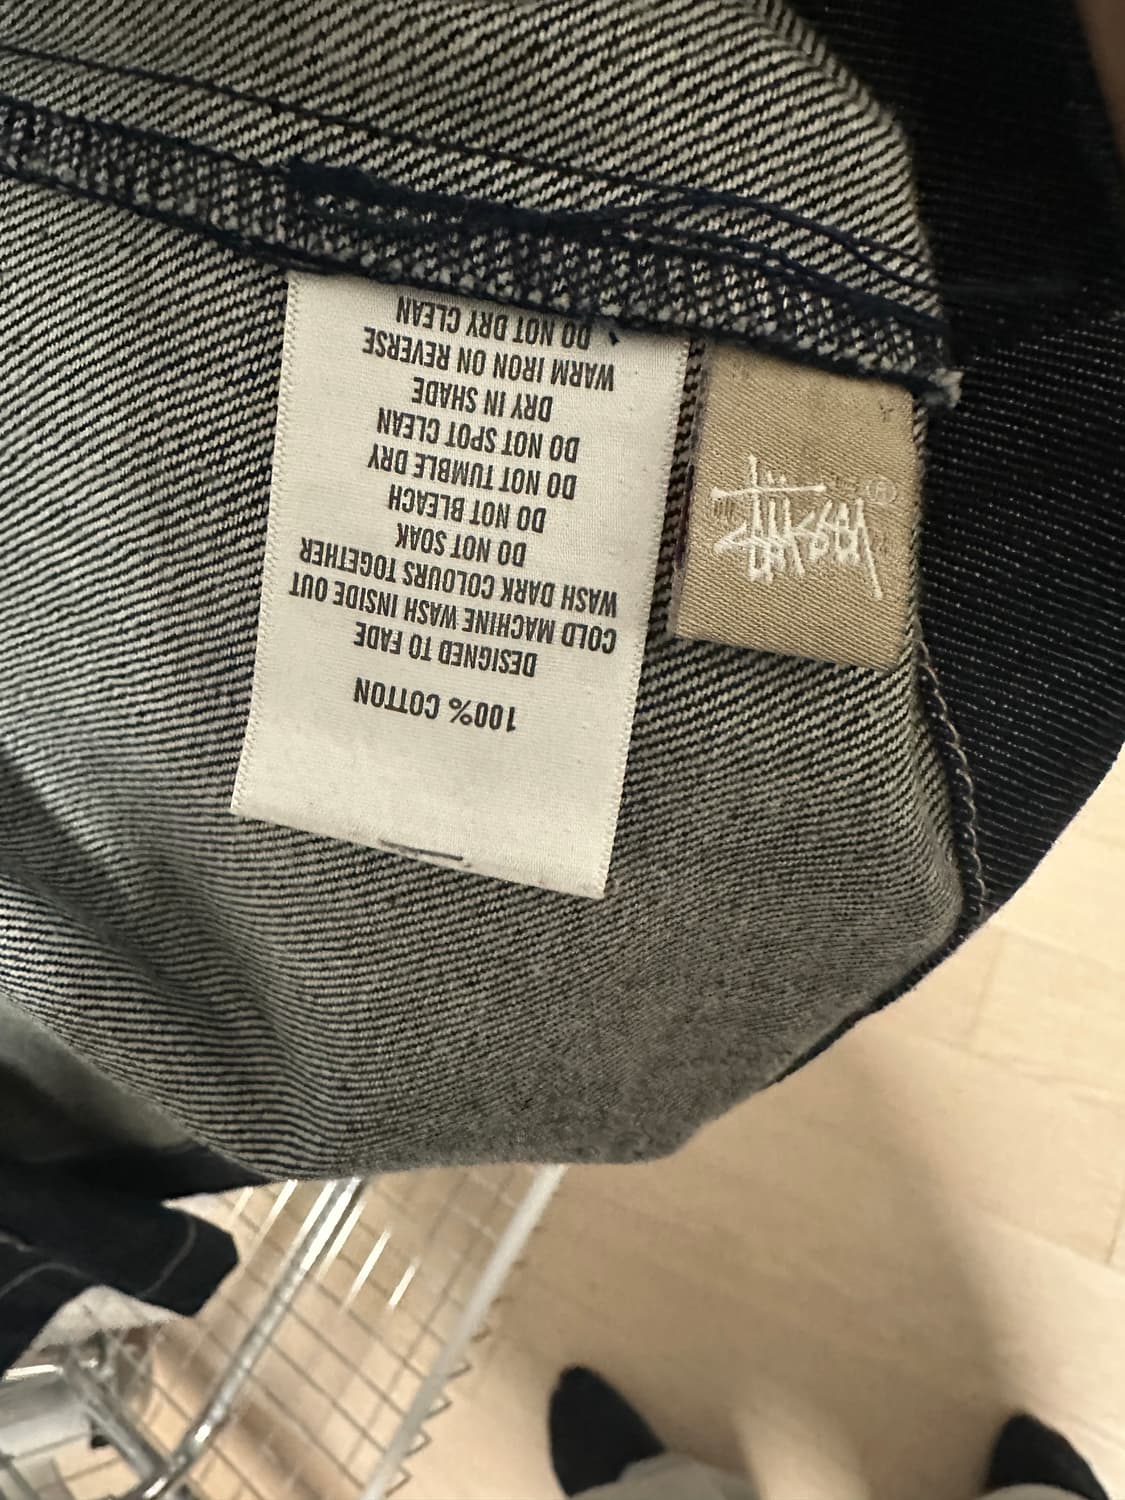 100% COTTON
DESIGNED TO FADE
COLD MACHINE WASH INSIDE OUT
WASH DARK COLOURS TOGETHER
DO NOT SOAK
DO NOT BLEACH
DO NOT TUMBLE DRY
DO NOT SPOT CLEAN
DRY IN SHADE
WARM IRON ON REVERSE
DO NOT DRY CLEAN
Stüssy ®